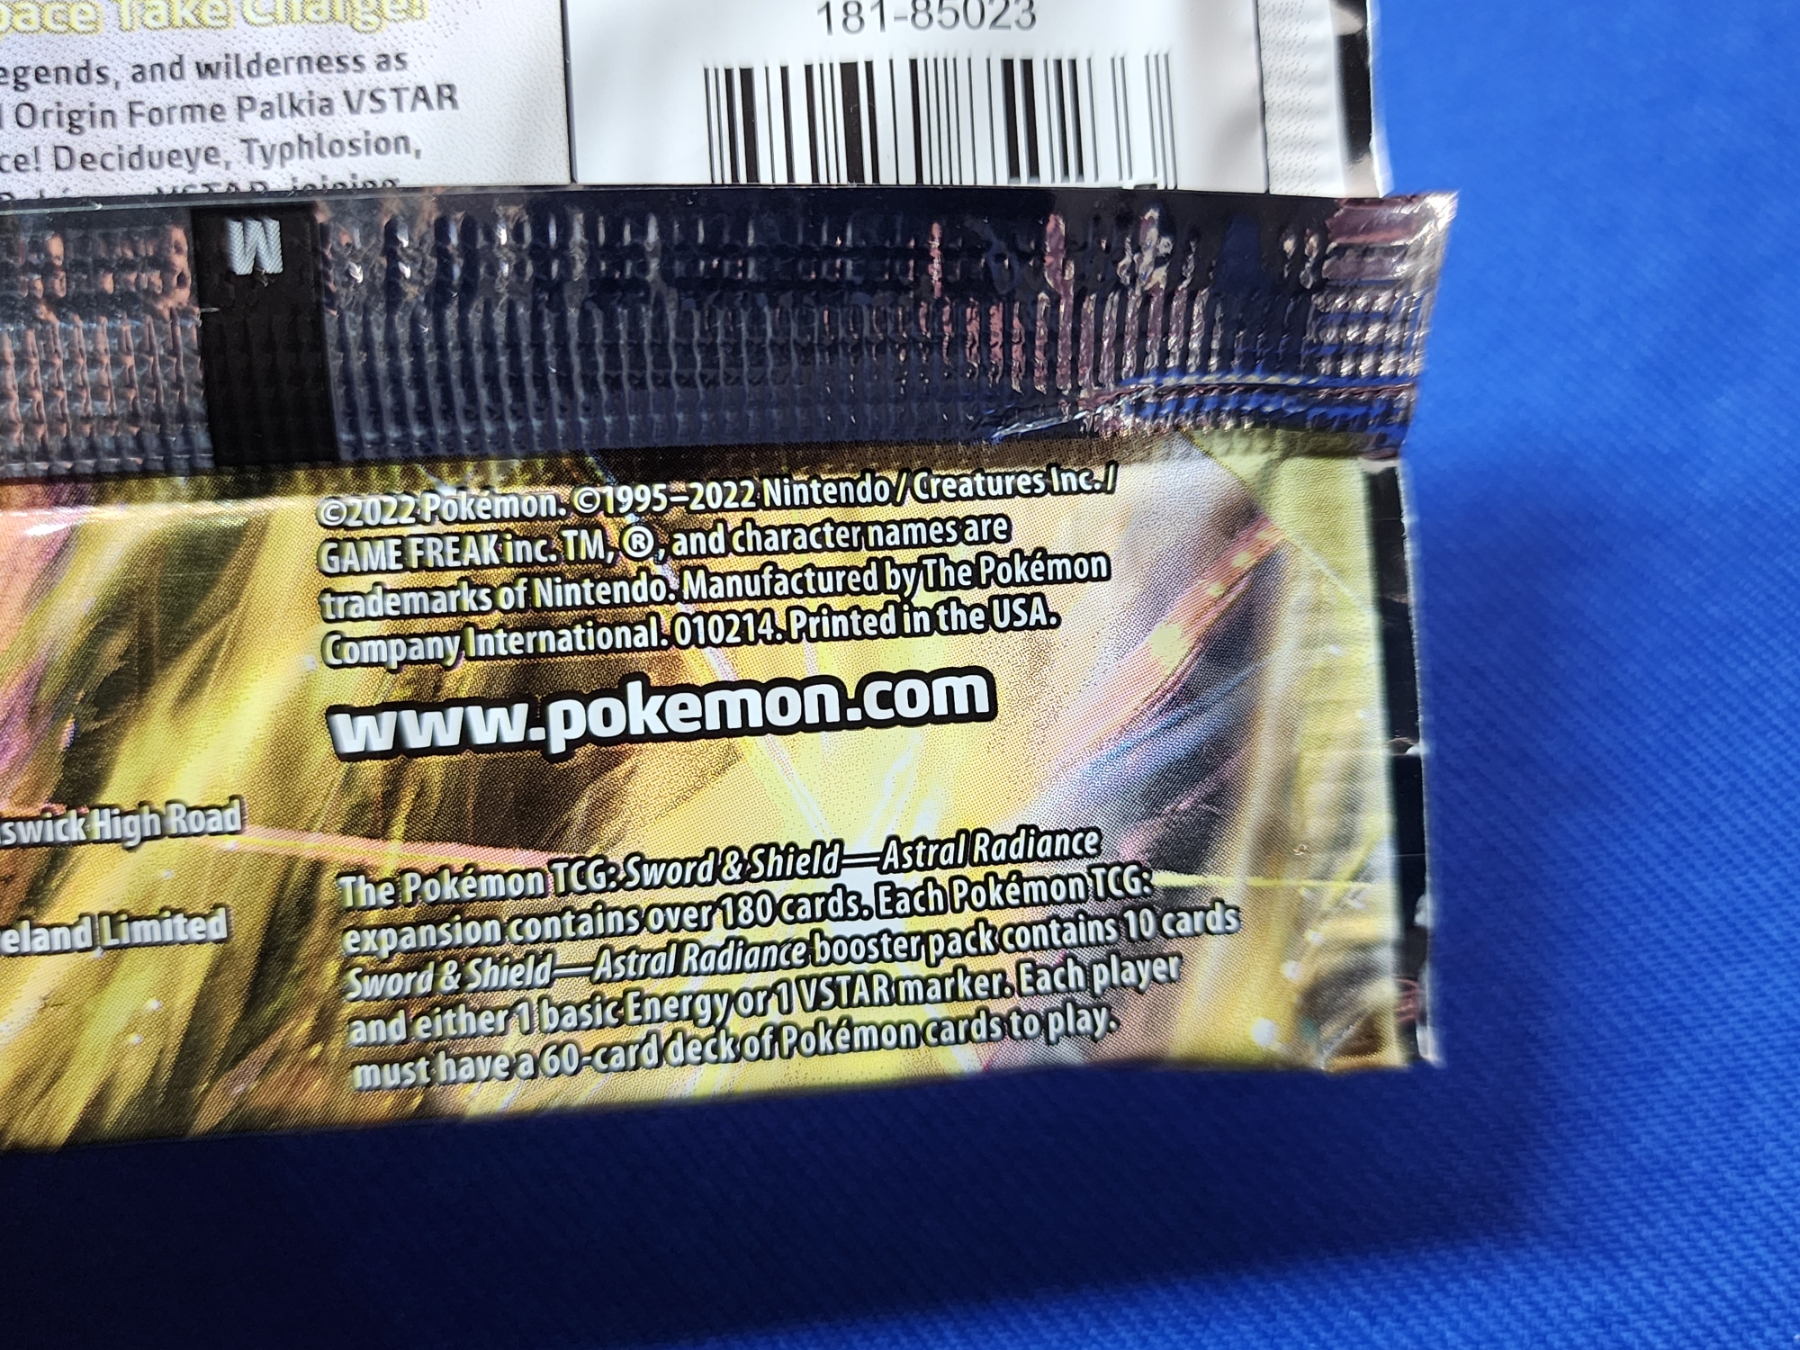 pace Take Charge!
egends, and wilderness as
Origin Forme Palkia VSTAR
ce! Decidueye, Typhlosion,
VSTAR joining
181-85023
M
©2022 Pokémon. ©1995–2022 Nintendo / Creatures Inc. /
GAME FREAK inc. TM, ®, and character names are
trademarks of Nintendo. Manufactured by The Pokémon
Company International. 010214. Printed in the USA.
www.pokemon.com
swick High Road
eland Limited
The Pokémon TCG: Sword & Shield—Astral Radiance
expansion contains over 180 cards. Each Pokémon TCG:
Sword & Shield—Astral Radiance booster pack contains 10 cards
and either 1 basic Energy or 1 VSTAR marker. Each player
must have a 60-card deck of Pokémon cards to play.